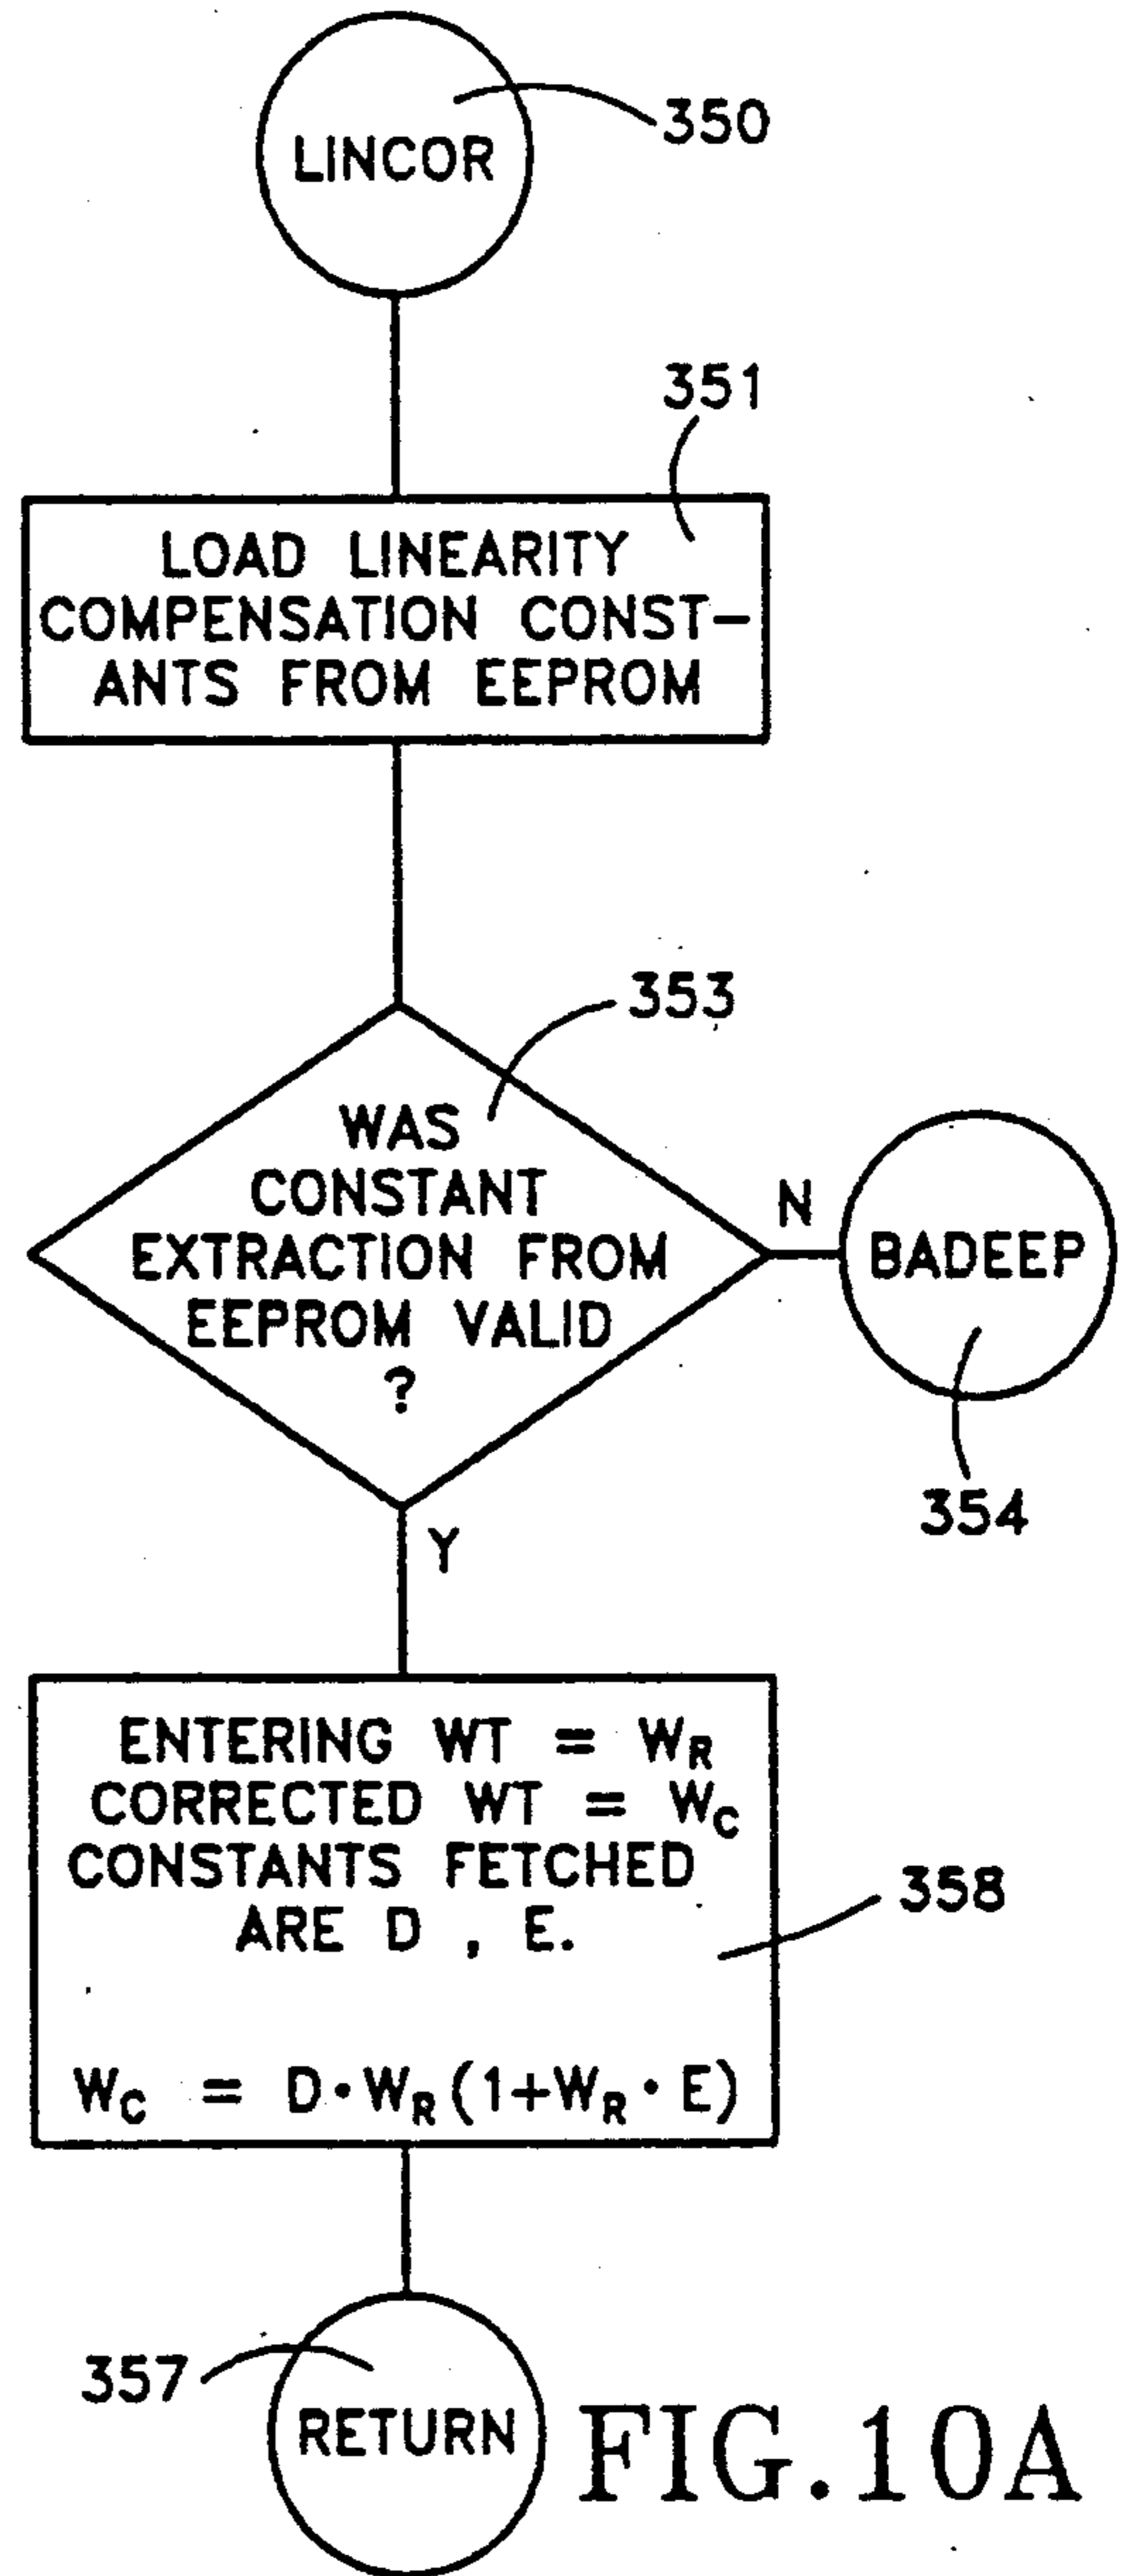 350
LINCOR
351
LOAD LINEARITY
COMPENSATION CONST-
ANTS FROM EEPROM
353
WAS
CONSTANT
EXTRACTION FROM
EEPROM VALID
?
N
BADEEP
354
Y
ENTERING WT = WR
CORRECTED WT = WC
CONSTANTS FETCHED
ARE D , E.
358
WC = D·WR(1+WR·E)
357
RETURN
FIG.10A